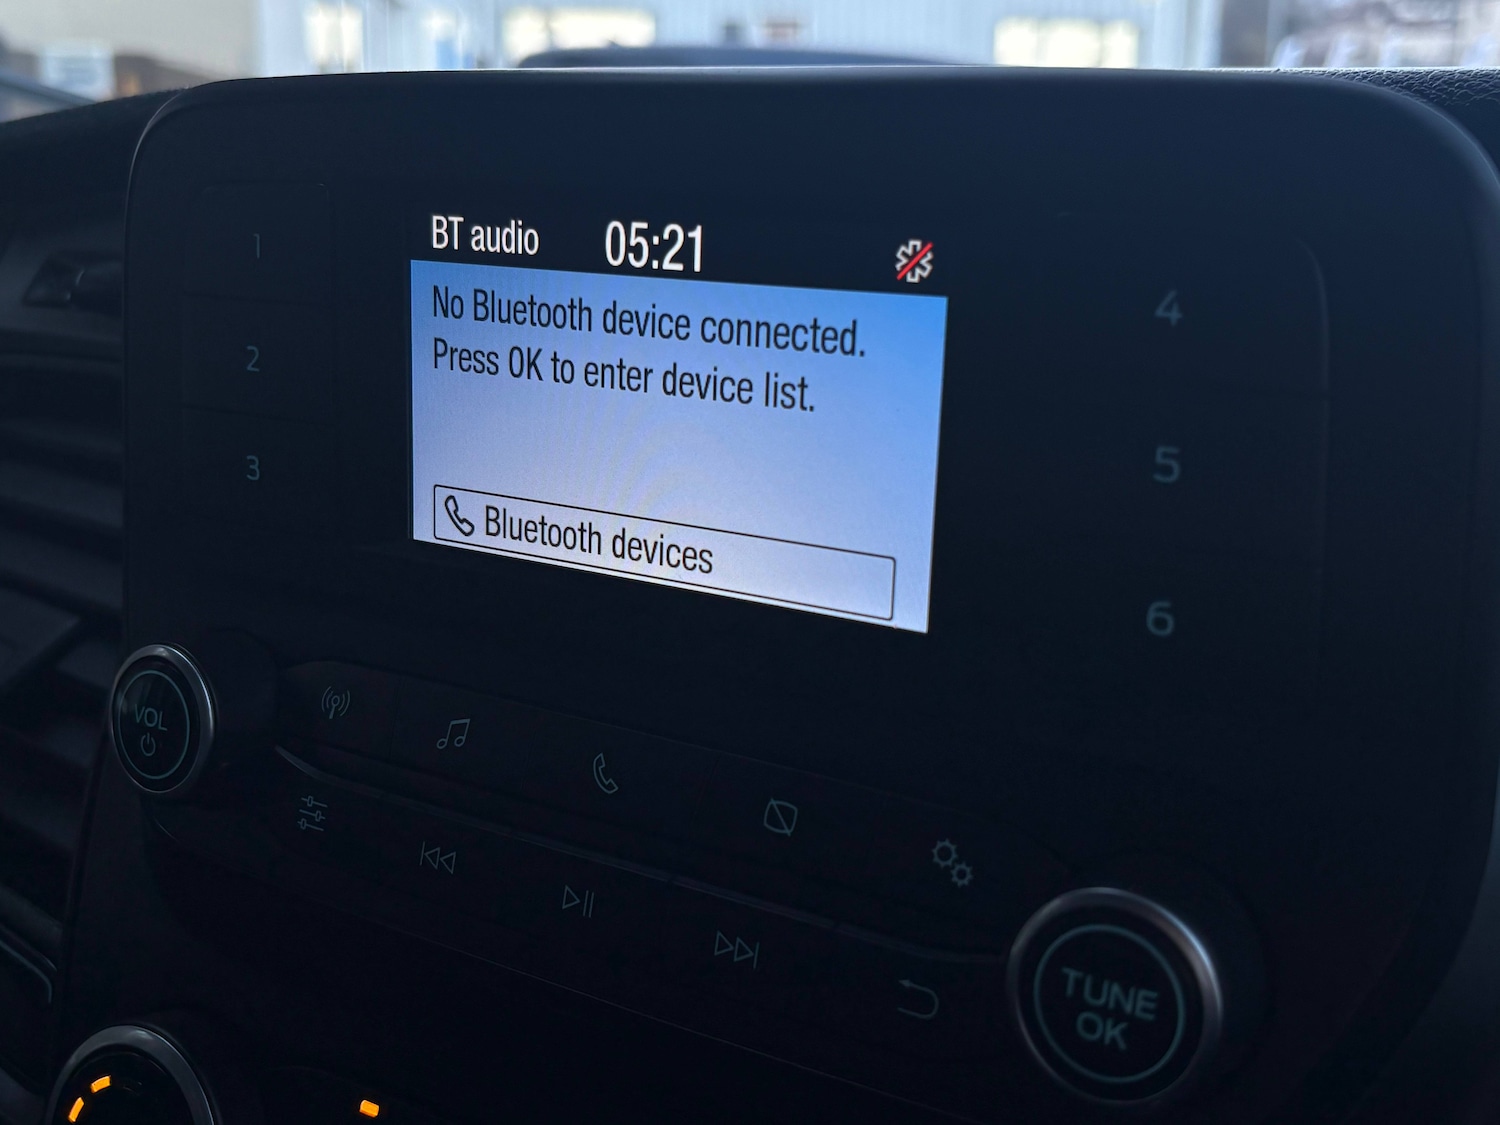 BT audio 05:21
No Bluetooth device connected.
Press OK to enter device list.
Bluetooth devices
1
2
3
4
5
6
VOL
TUNE
OK